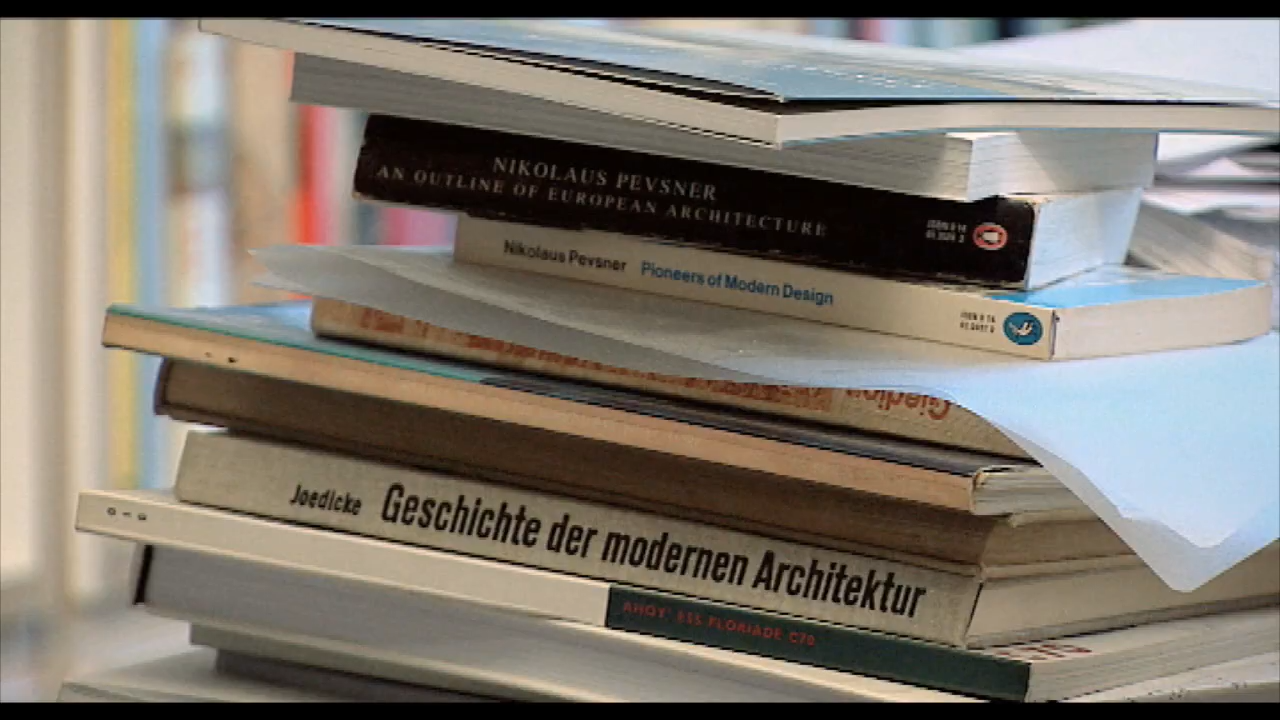 NIKOLAUS PEVSNER
AN OUTLINE OF EUROPEAN ARCHITECTURE
Nikolaus Pevsner Pioneers of Modern Design
Giedion
Joedicke Geschichte der modernen Architektur
AHOY' E55 FLORIADE C70